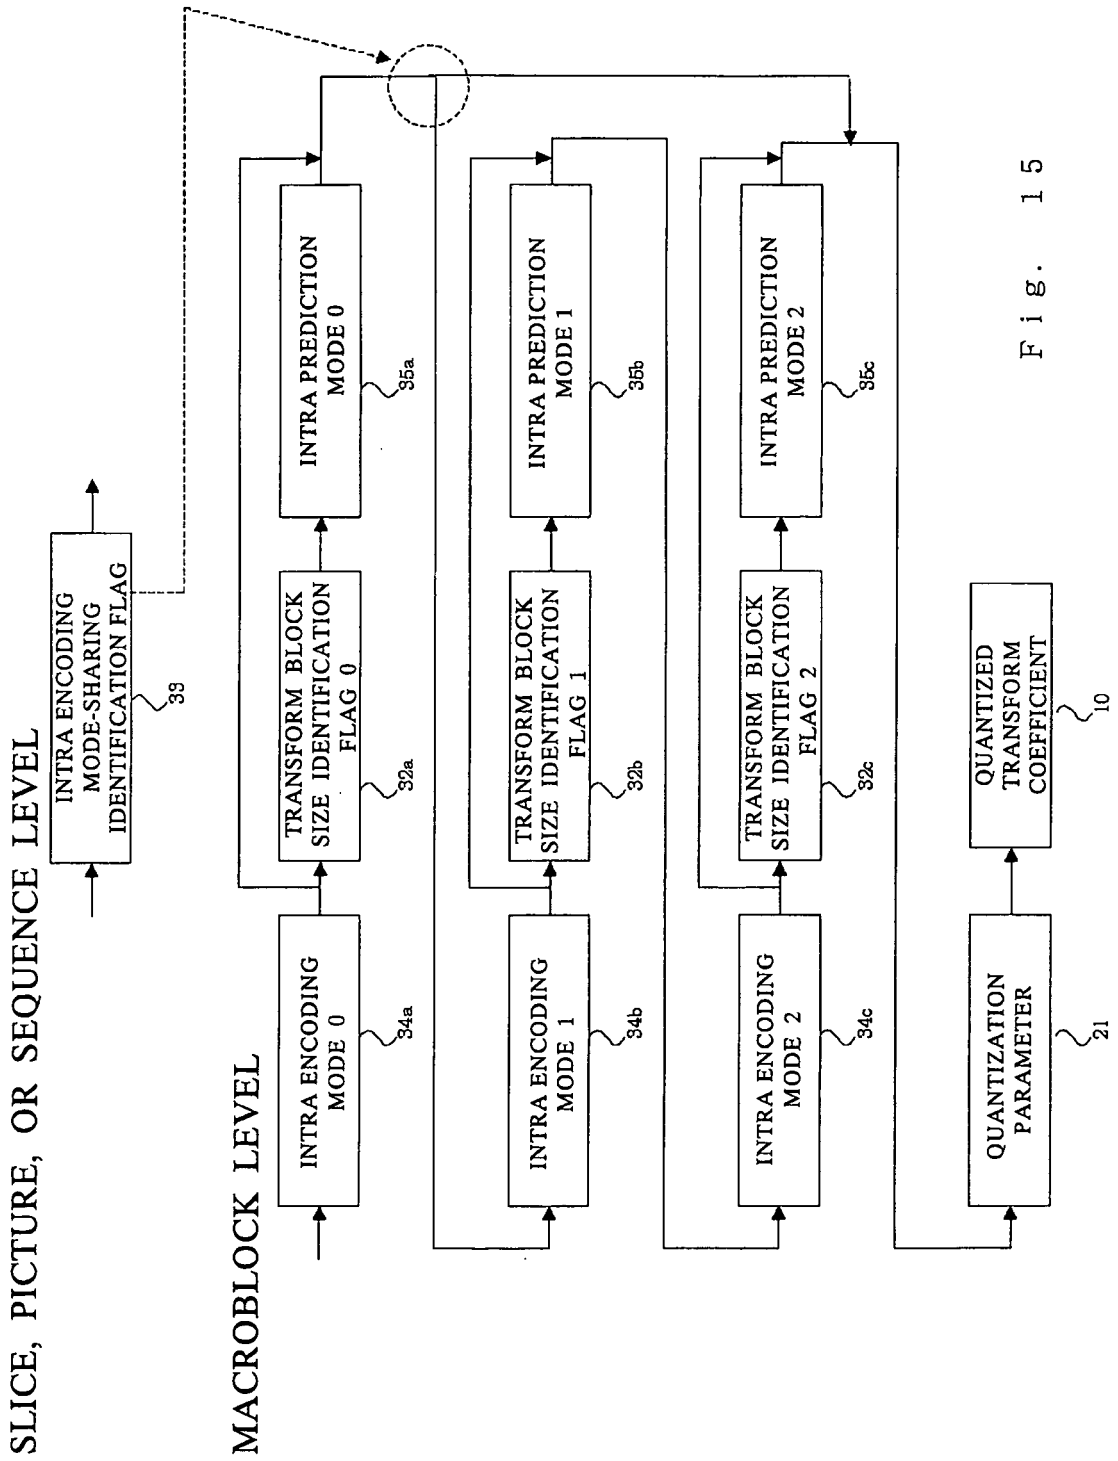 SLICE, PICTURE, OR SEQUENCE LEVEL
INTRA ENCODING
MODE-SHARING
IDENTIFICATION FLAG
33
MACROBLOCK LEVEL
INTRA ENCODING
MODE 0
34a
TRANSFORM BLOCK
SIZE IDENTIFICATION
FLAG 0
32a
INTRA PREDICTION
MODE 0
35a
INTRA ENCODING
MODE 1
34b
TRANSFORM BLOCK
SIZE IDENTIFICATION
FLAG 1
32b
INTRA PREDICTION
MODE 1
35b
INTRA ENCODING
MODE 2
34c
TRANSFORM BLOCK
SIZE IDENTIFICATION
FLAG 2
32c
INTRA PREDICTION
MODE 2
35c
QUANTIZATION
PARAMETER
21
QUANTIZED
TRANSFORM
COEFFICIENT
10
Fig. 15